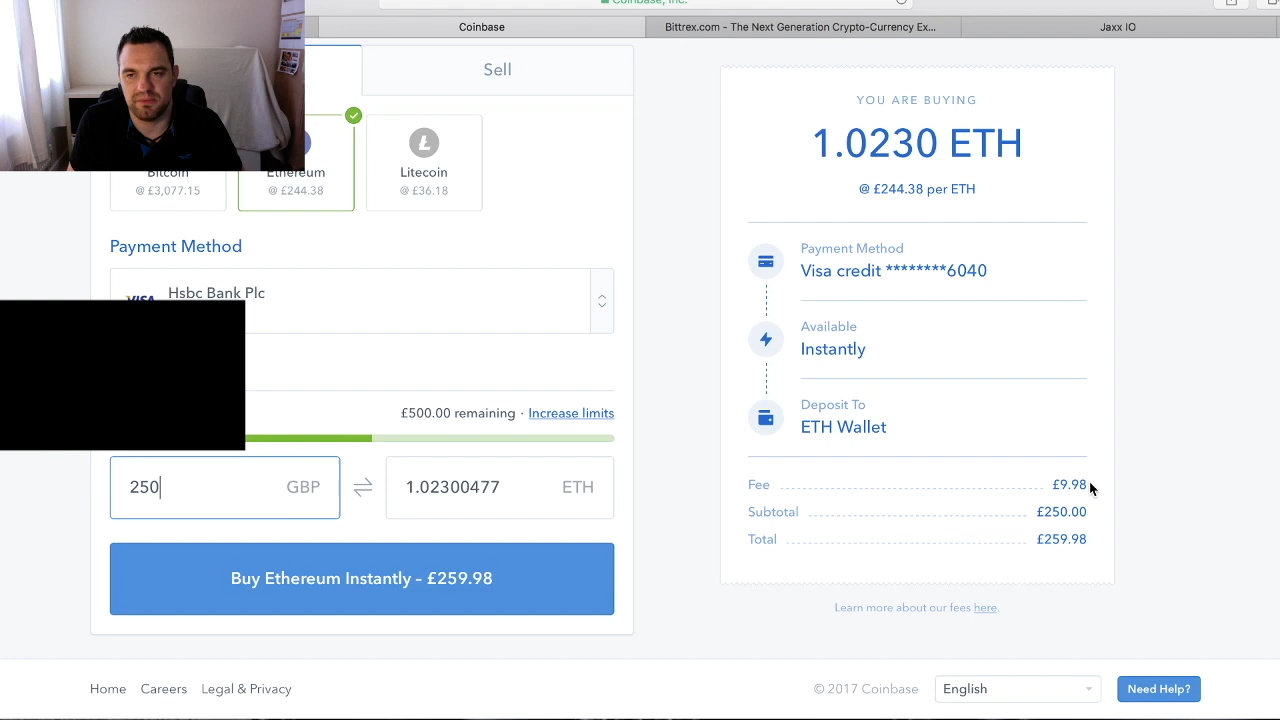 Coinbase, Inc.
Coinbase
Bittrex.com - The Next Generation Crypto-Currency Ex...
Jaxx IO
Sell
Bitcoin
@ £3,077.15
Ethereum
@ £244.38
Litecoin
@ £36.18
Payment Method
VISA
Hsbc Bank Plc
£500.00 remaining · Increase limits
250 GBP
1.02300477 ETH
Buy Ethereum Instantly – £259.98
YOU ARE BUYING
1.0230 ETH
@ £244.38 per ETH
Payment Method
Visa credit ********6040
Available
Instantly
Deposit To
ETH Wallet
Fee £9.98
Subtotal £250.00
Total £259.98
Learn more about our fees here.
Home Careers Legal & Privacy
© 2017 Coinbase
English
Need Help?